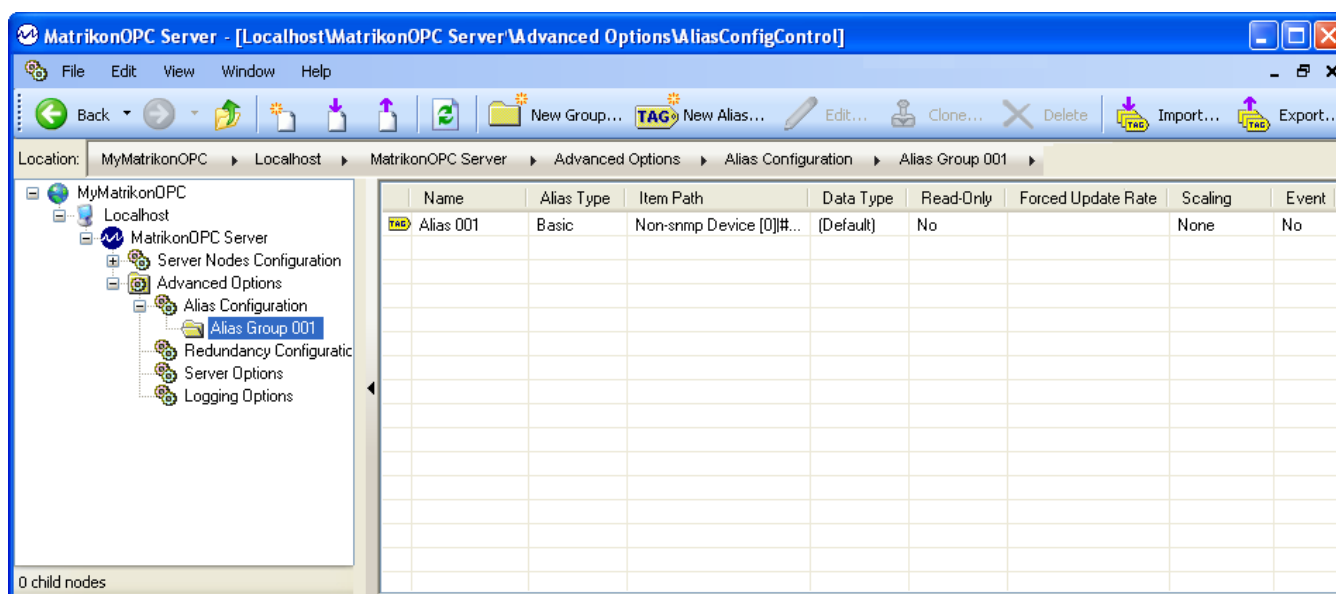 MatrikonOPC Server - [Localhost\MatrikonOPC Server\Advanced Options\AliasConfigControl]
File Edit View Window Help
Back New Group... TAG New Alias... Edit... Clone... Delete TAG Import... TAG Export..
Location: MyMatrikonOPC Localhost MatrikonOPC Server Advanced Options Alias Configuration Alias Group 001
MyMatrikonOPC
Localhost
MatrikonOPC Server
Server Nodes Configuration
Advanced Options
Alias Configuration
Alias Group 001
Redundancy Configuratic
Server Options
Logging Options
0 child nodes
Name Alias Type Item Path Data Type Read-Only Forced Update Rate Scaling Event
TAG Alias 001 Basic Non-snmp Device [0]|#... (Default) No None No